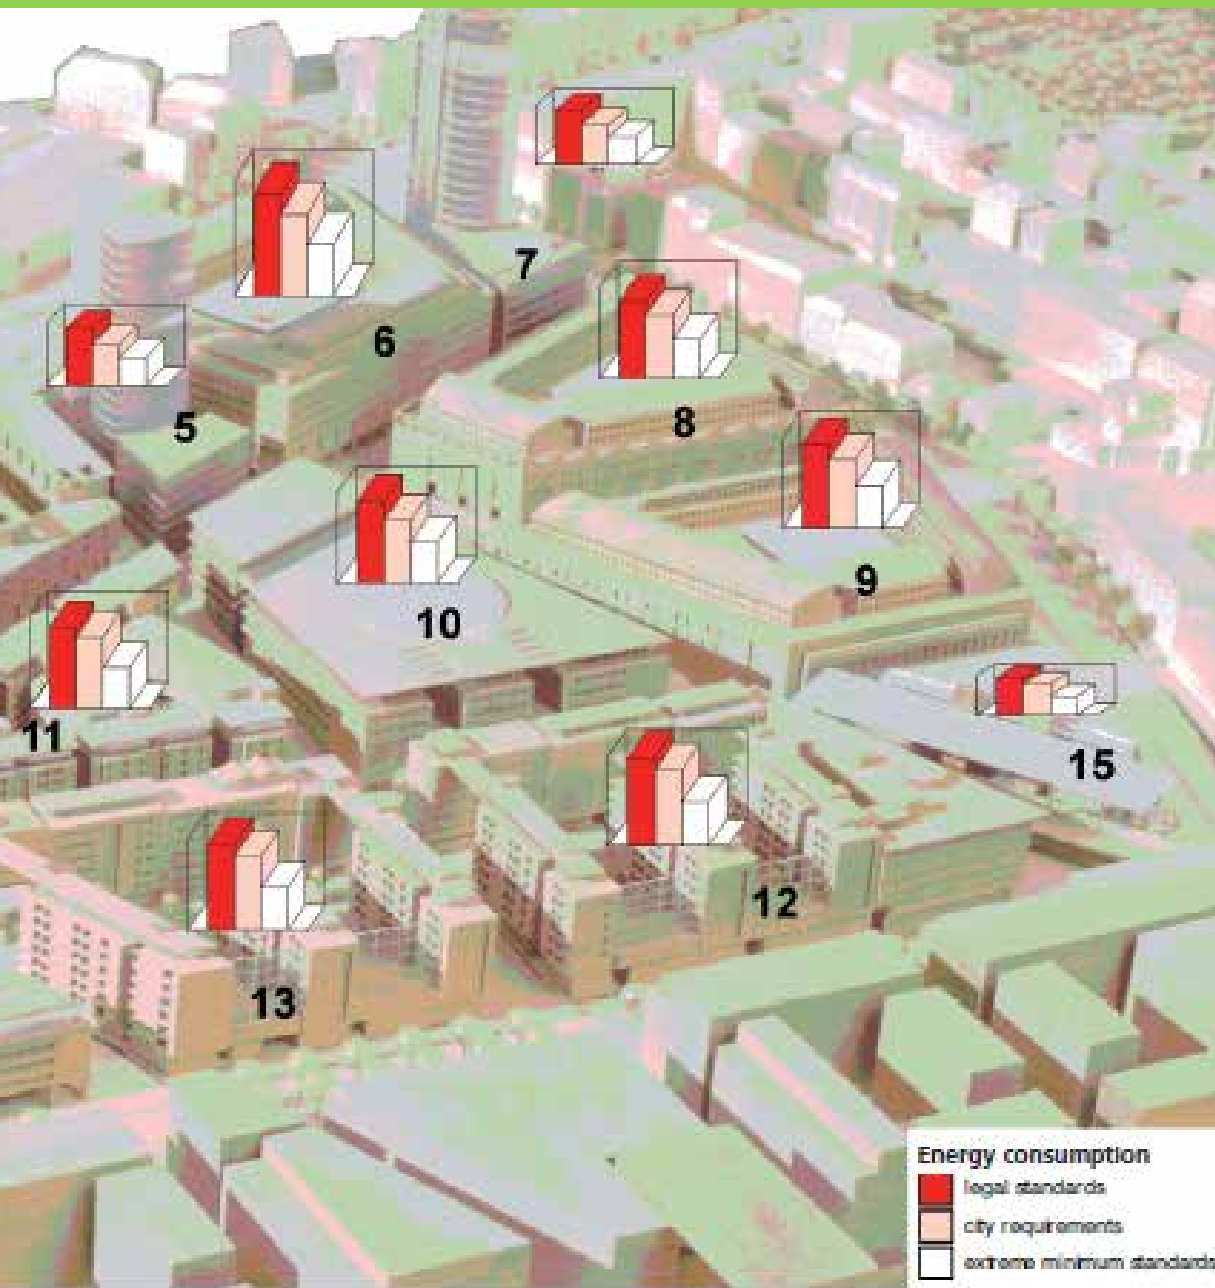 7
6
5
8
9
10
11
15
12
13
Energy consumption
legal standards
city requirements
extreme minimum standards